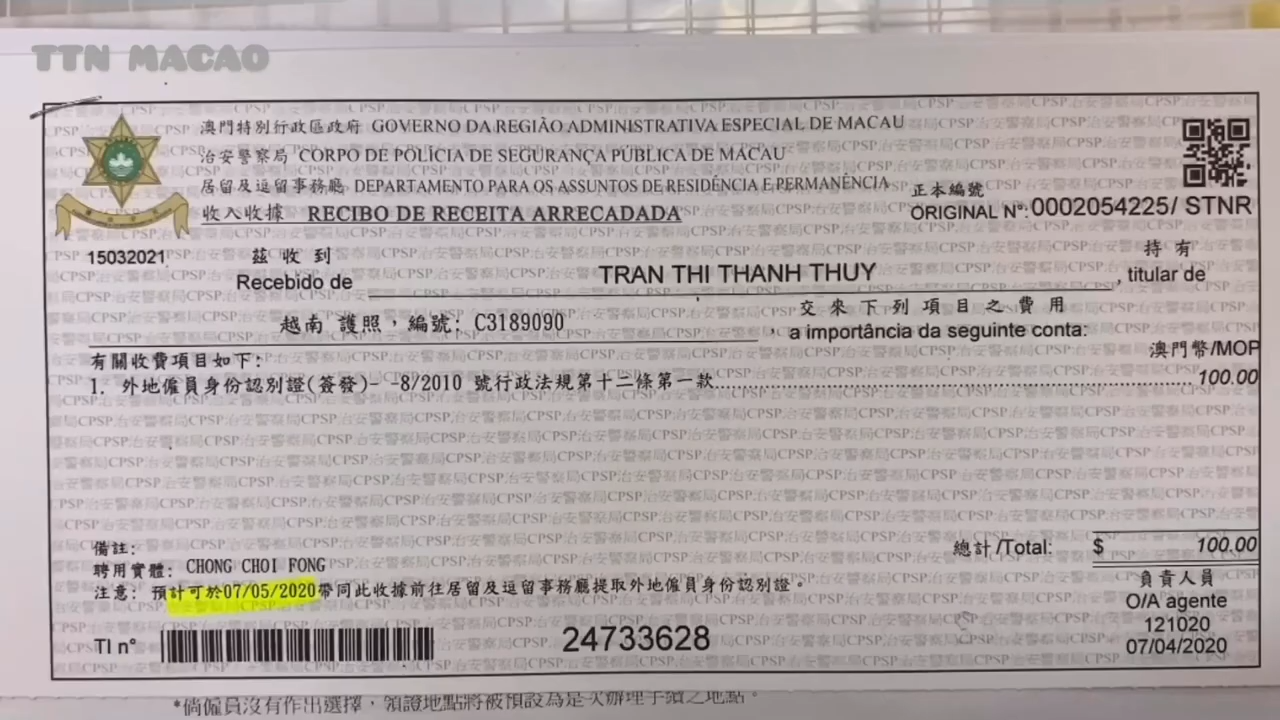 TTN MACAO
澳門特別行政區政府 GOVERNO DA REGIÃO ADMINISTRATIVA ESPECIAL DE MACAU
治安警察局 CORPO DE POLÍCIA DE SEGURANÇA PÚBLICA DE MACAU
居留及逗留事務廳 DEPARTAMENTO PARA OS ASSUNTOS DE RESIDÊNCIA E PERMANÊNCIA
收入收據 RECIBO DE RECEITA ARRECADADA
正本編號
ORIGINAL Nº: 0002054225/ STNR
15032021
茲收到
Recebido de TRAN THI THANH THUY,
持有
titular de
越南 護照,編號: C3189090,
交來下列項目之費用
a importância da seguinte conta:
有關收費項目如下:
澳門幣/MOP
1. 外地僱員身份認別證(簽發)- -8/2010 號行政法規第十二條第一款........ 100.00
備註:
聘用實體: CHONG CHOI FONG
總計/Total: $ 100.00
注意: 預計可於07/05/2020帶同此收據前往居留及逗留事務廳提取外地僱員身份認別證。
負責人員
O/A agente
121020
07/04/2020
TI nº 24733628
*倘僱員沒有作出選擇,領證地點將被預設為是次辦理手續之地點。